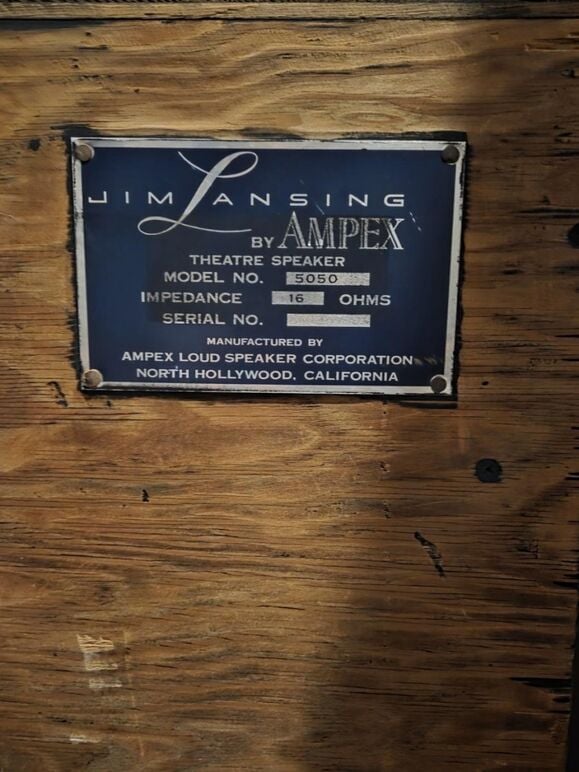 JIM LANSING
BY AMPEX
THEATRE SPEAKER
MODEL NO. 5050
IMPEDANCE 16 OHMS
SERIAL NO.
MANUFACTURED BY
AMPEX LOUD SPEAKER CORPORATION
NORTH HOLLYWOOD, CALIFORNIA